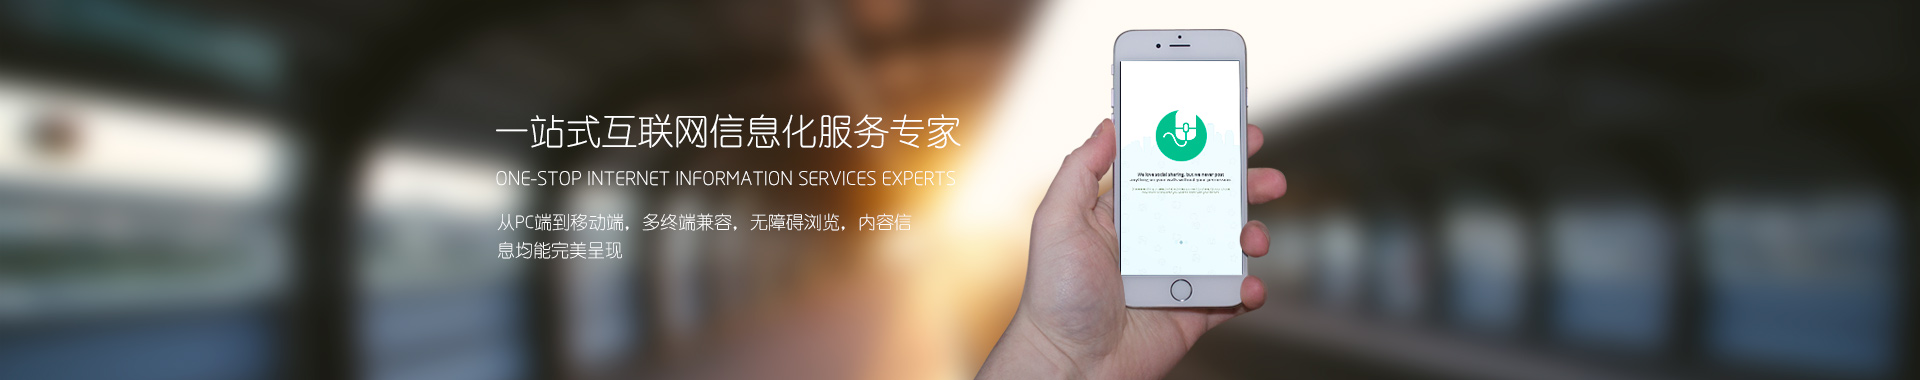 一站式互联网信息化服务专家
ONE-STOP INTERNET INFORMATION SERVICES EXPERTS
从PC端到移动端，多终端兼容，无障碍浏览，内容信
息均能完美呈现
We love social sharing, but we never post